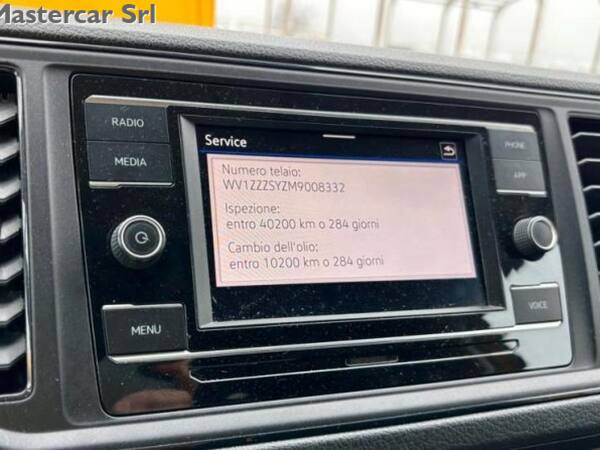 Mastercar Srl
RADIO
MEDIA
MENU
Service
Numero telaio:
WV1ZZZSYZM9008332
Ispezione:
entro 40200 km o 284 giorni
Cambio dell'olio:
entro 10200 km o 284 giorni
PHONE
APP
VOICE